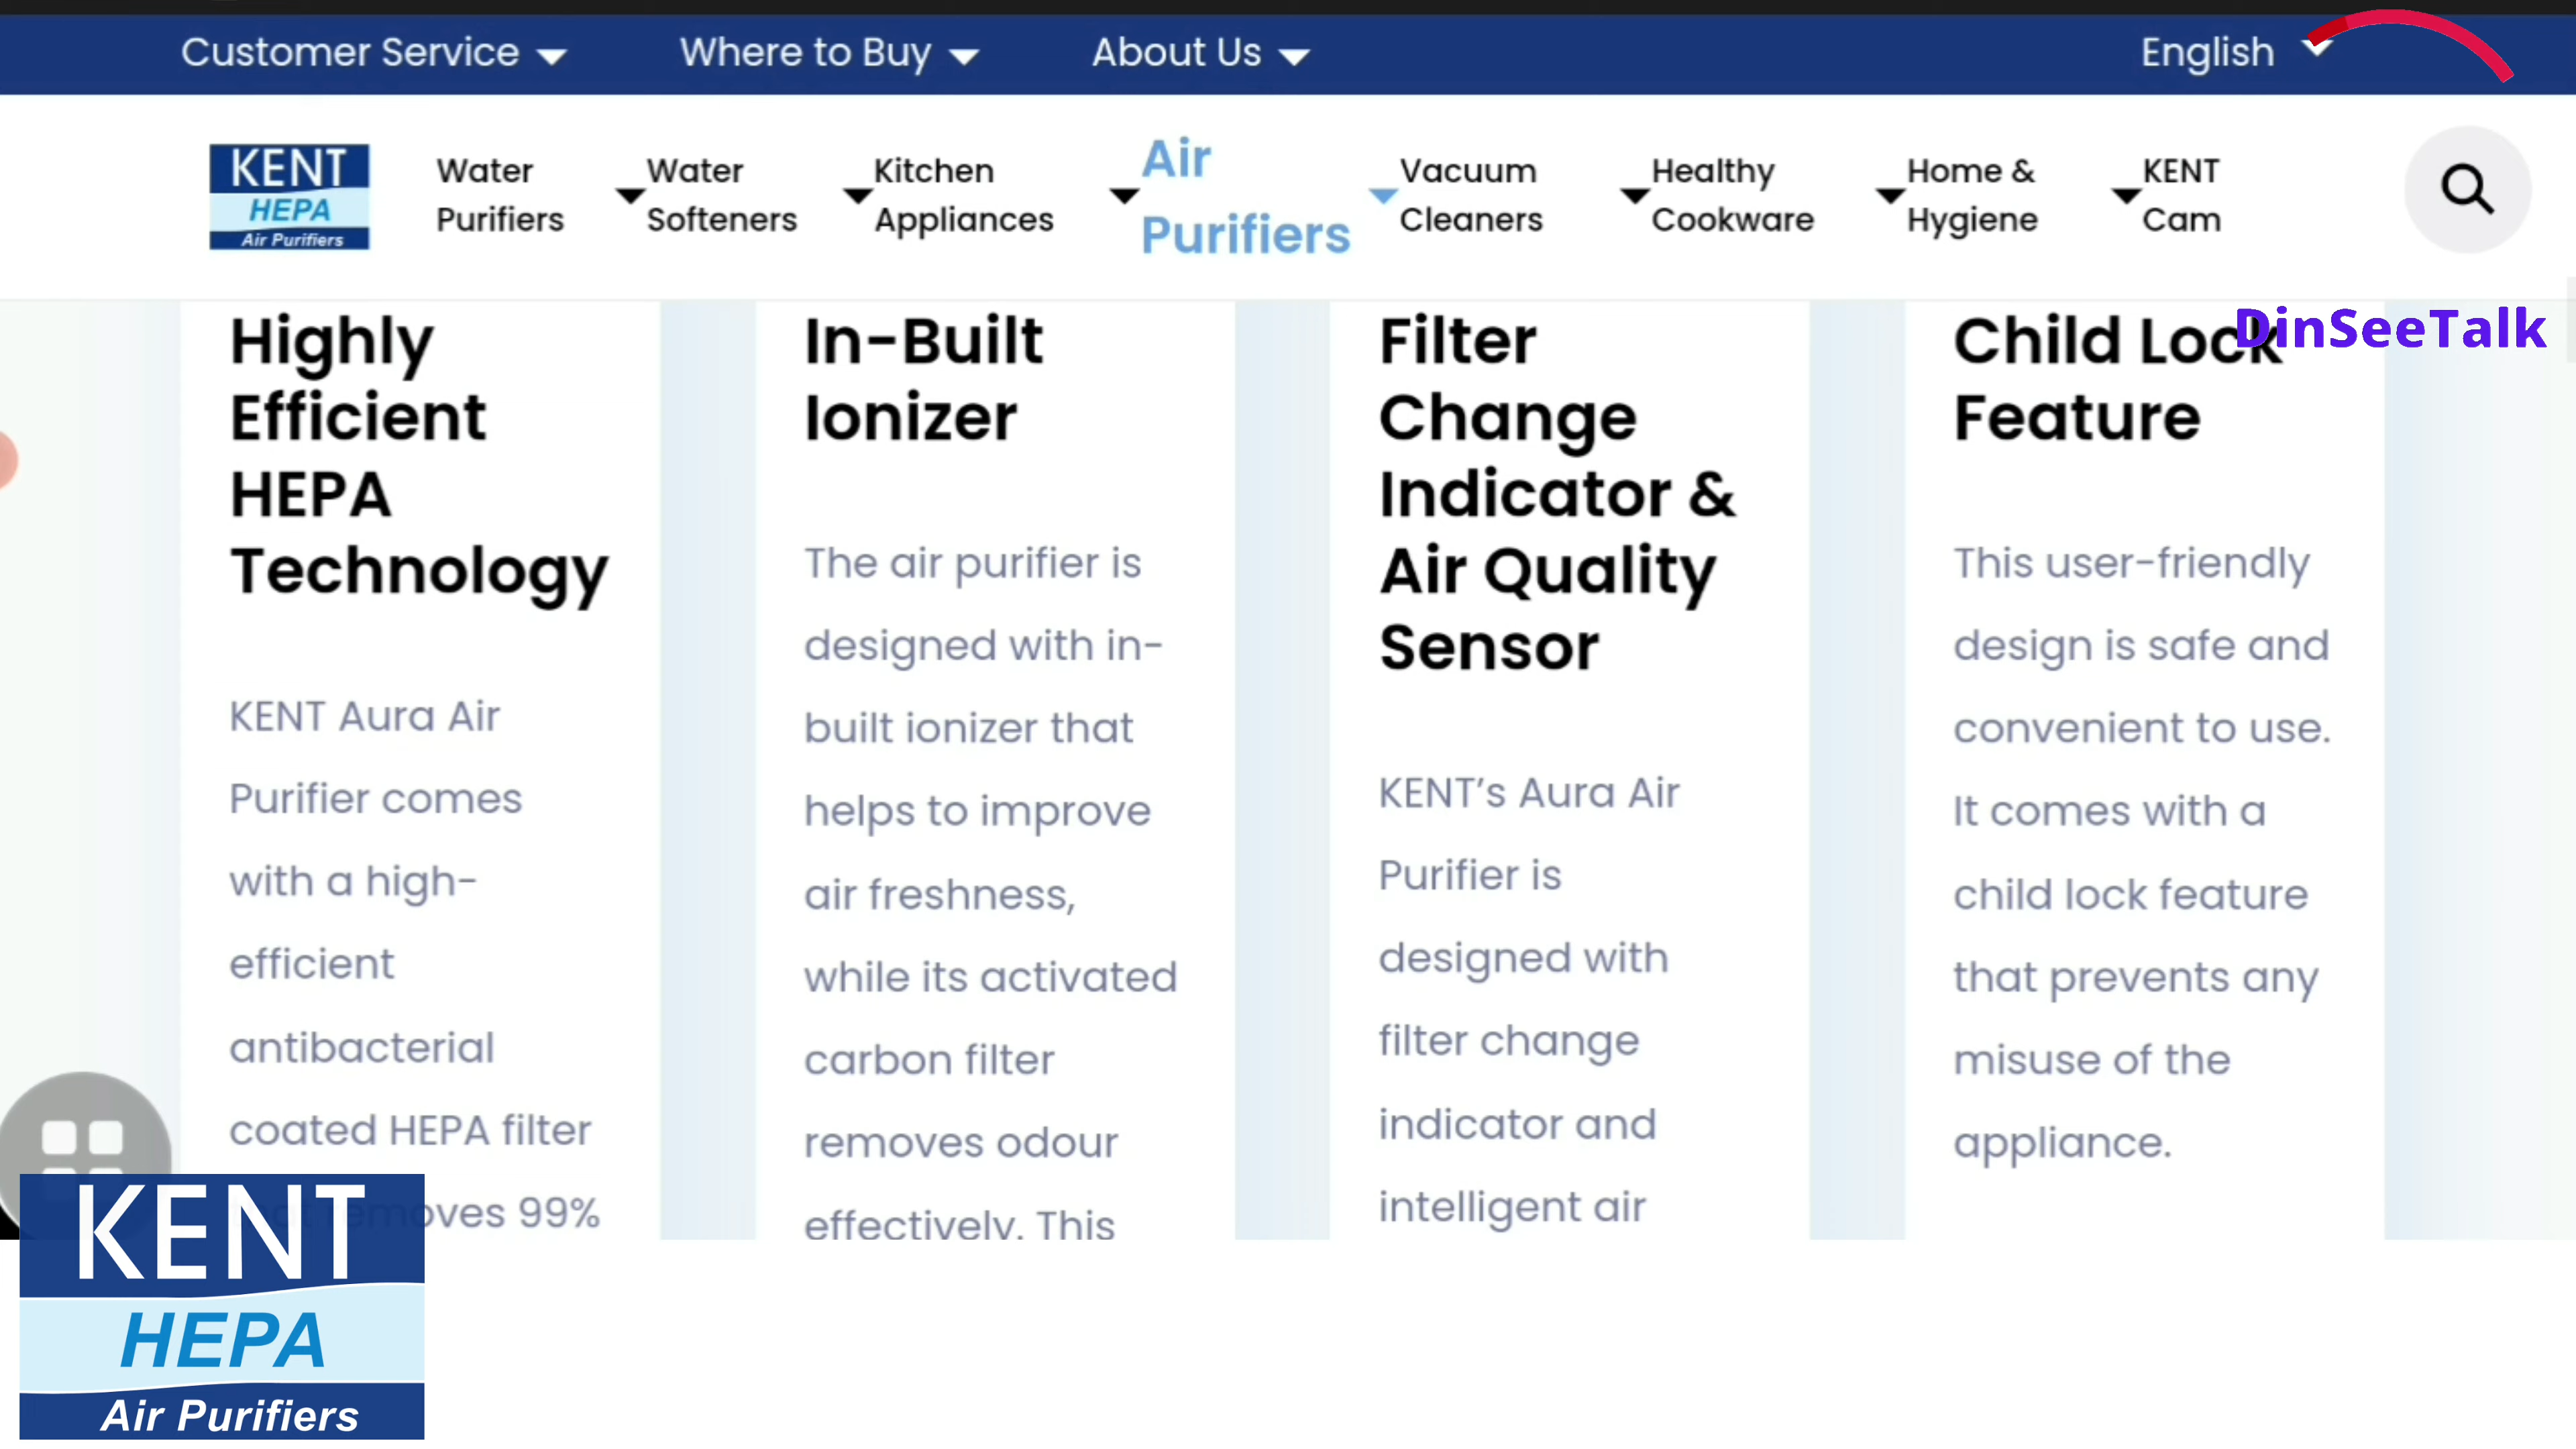 Customer Service
Where to Buy
About Us
English
KENT
HEPA
Air Purifiers
Water
Purifiers
Water
Softeners
Kitchen
Appliances
Air
Purifiers
Vacuum
Cleaners
Healthy
Cookware
Home &
Hygiene
KENT
Cam
DinSeeTalk
Highly
Efficient
HEPA
Technology
KENT Aura Air
Purifier comes
with a high-
efficient
antibacterial
coated HEPA filter
removes 99%
In-Built
Ionizer
The air purifier is
designed with in-
built ionizer that
helps to improve
air freshness,
while its activated
carbon filter
removes odour
effectively. This
Filter
Change
Indicator &
Air Quality
Sensor
KENT's Aura Air
Purifier is
designed with
filter change
indicator and
intelligent air
Child Lock
Feature
This user-friendly
design is safe and
convenient to use.
It comes with a
child lock feature
that prevents any
misuse of the
appliance.
KENT
HEPA
Air Purifiers